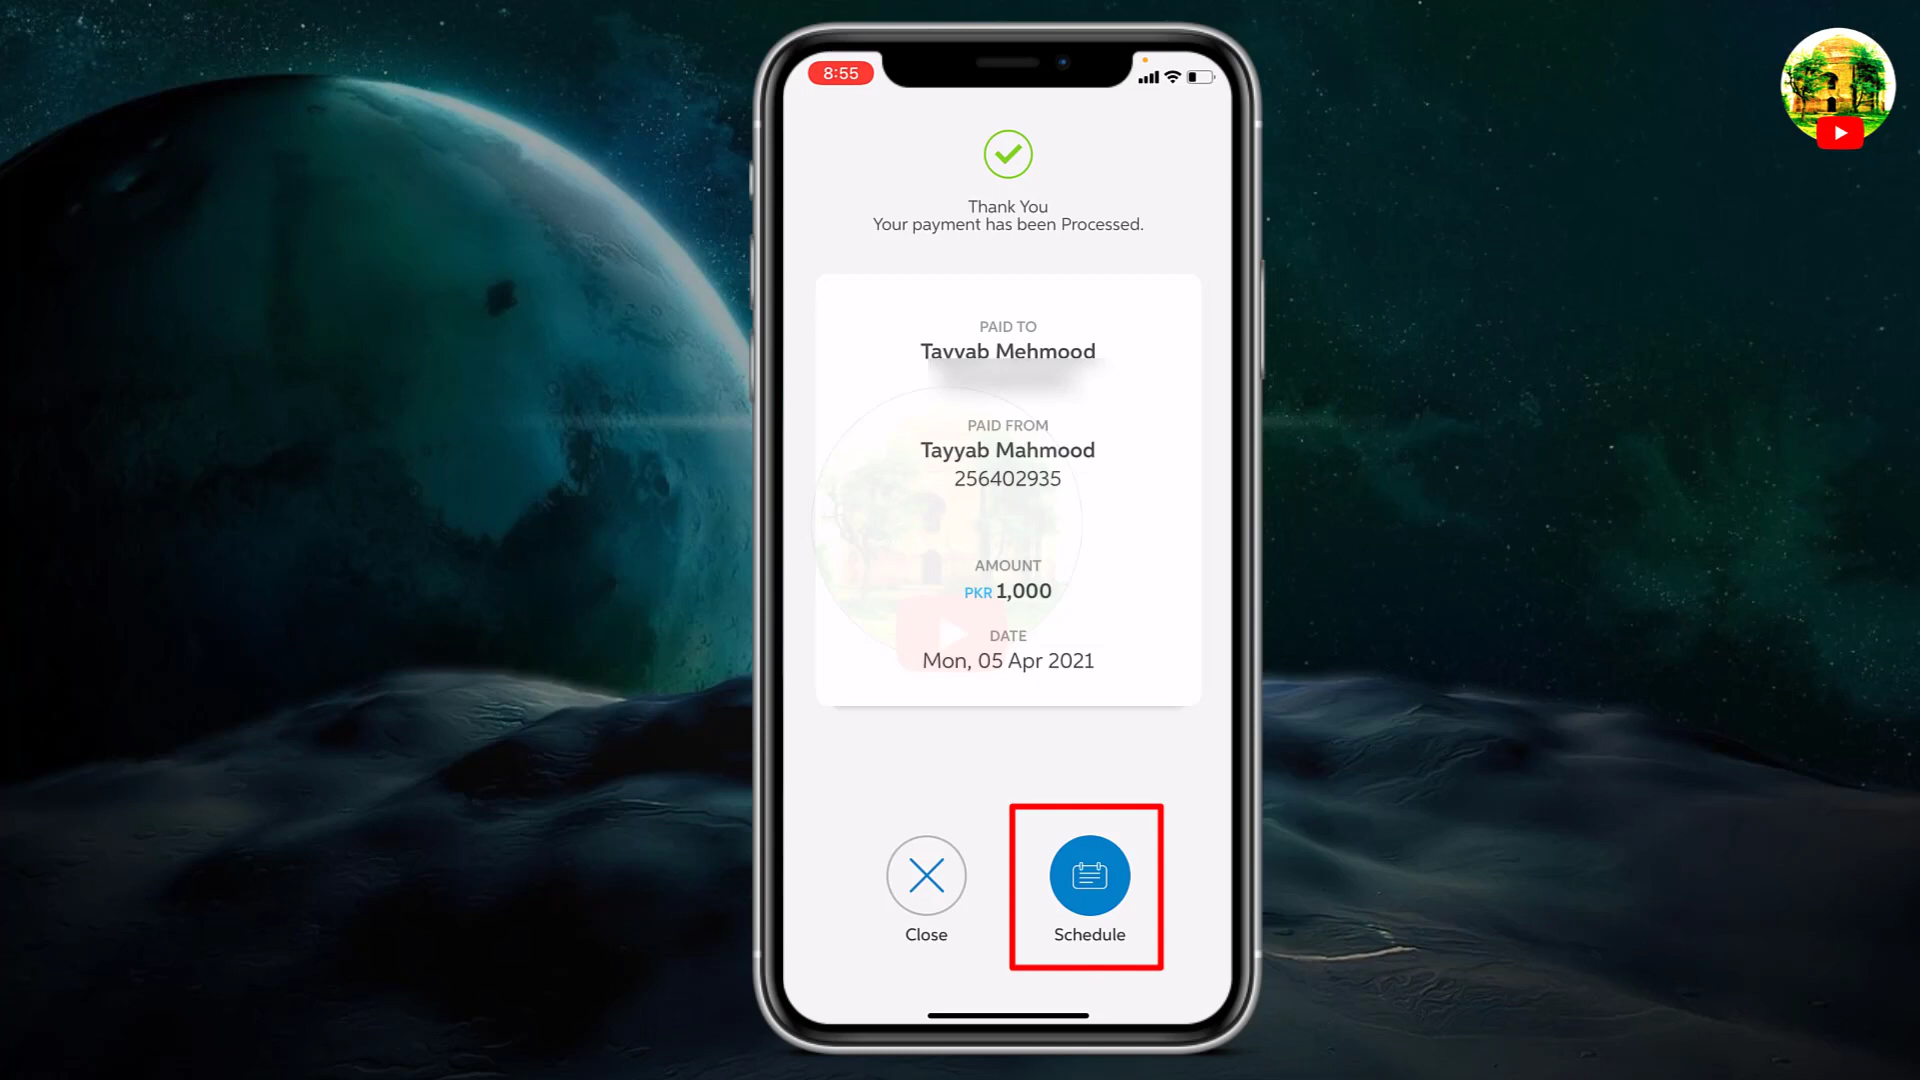 8:55
Thank You
Your payment has been Processed.
PAID TO
Tayyab Mehmood
PAID FROM
Tayyab Mahmood
256402935
AMOUNT
PKR 1,000
DATE
Mon, 05 Apr 2021
Close
Schedule